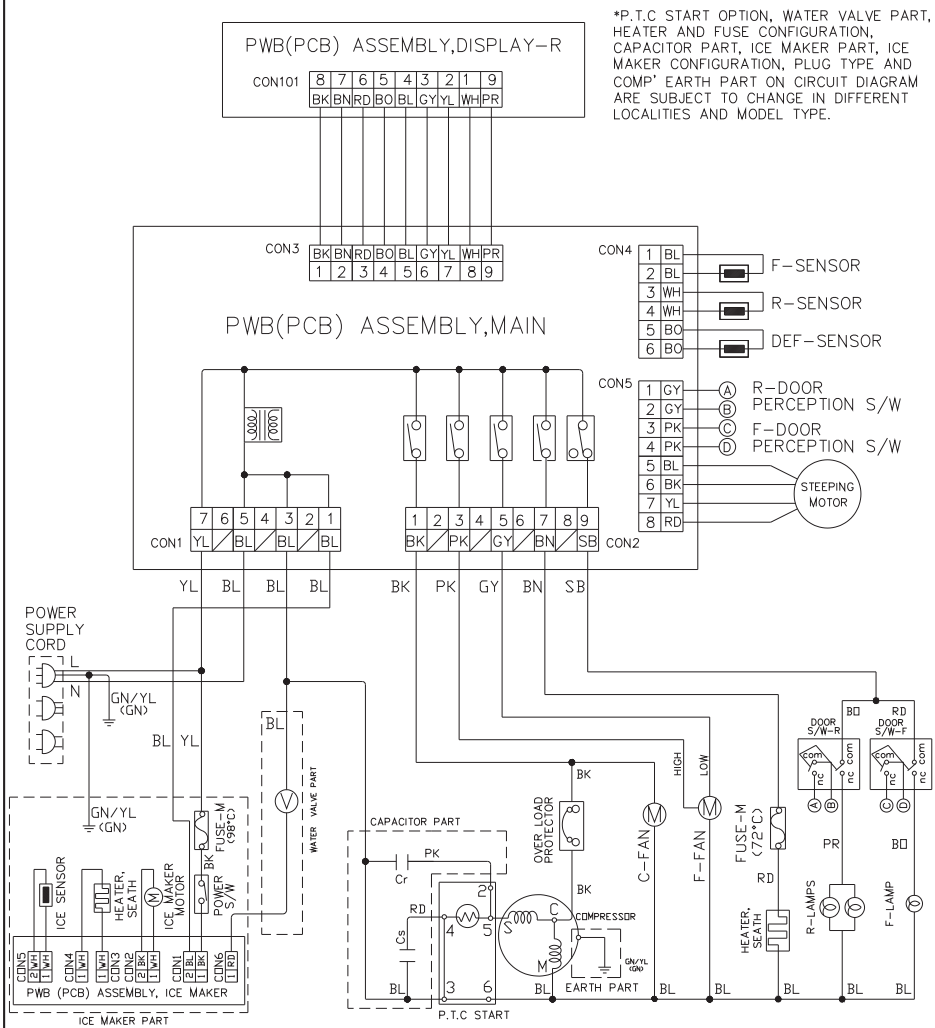 *P.T.C START OPTION, WATER VALVE PART,
HEATER AND FUSE CONFIGURATION,
CAPACITOR PART, ICE MAKER PART, ICE
MAKER CONFIGURATION, PLUG TYPE AND
COMP' EARTH PART ON CIRCUIT DIAGRAM
ARE SUBJECT TO CHANGE IN DIFFERENT
LOCALITIES AND MODEL TYPE.
PWB(PCB) ASSEMBLY,DISPLAY-R
CON101 8 7 6 5 4 3 2 1 9
BK BN RD BO BL GY YL WH PR
CON3 BK BN RD BO BL GY YL WH PR
1 2 3 4 5 6 7 8 9
PWB(PCB) ASSEMBLY,MAIN
CON4 1 BL
2 BL
F-SENSOR
3 WH
4 WH
R-SENSOR
5 BO
6 BO
DEF-SENSOR
CON5 1 GY A R-DOOR
2 GY B PERCEPTION S/W
3 PK C F-DOOR
4 PK D PERCEPTION S/W
5 BL
6 BK
7 YL
8 RD
STEEPING
MOTOR
7 6 5 4 3 2 1
CON1 YL BL BL BL
1 2 3 4 5 6 7 8 9
BK PK GY BN SB CON2
YL BL BL BL BK PK GY BN SB
POWER
SUPPLY
CORD
L
N
GN/YL
(GN)
BL YL
GN/YL
(GN)
BL
V
WATER VALVE PART
FUSE-M
(98°C)
BK
POWER
S/W
ICE SENSOR
HEATER,
SEATH
M
ICE MAKER
MOTOR
CON5 2 WH 1 WH
CON4 1 WH
1 WH CON3
CON2 2 BK 1 WH
CON1 2 BL 1 BK
CON6 1 RD
PWB (PCB) ASSEMBLY, ICE MAKER
ICE MAKER PART
CAPACITOR PART
PK
Cr
RD
Cs
2
4 5
3 6
P.T.C START
BL
OVER LOAD
PROTECTOR
BK
BK
S
C
M
COMPRESSOR
GN/YL
(GN)
EARTH PART
BL
M
C-FAN
BL
HIGH
LOW
M
F-FAN
BL
FUSE-M
(72°C)
RD
HEATER,
SEATH
BL
BO RD
DOOR
S/W-R
DOOR
S/W-F
com com
nc nc
com com
nc nc
A B C D
PR BO
R-LAMPS
F-LAMP
BL BL